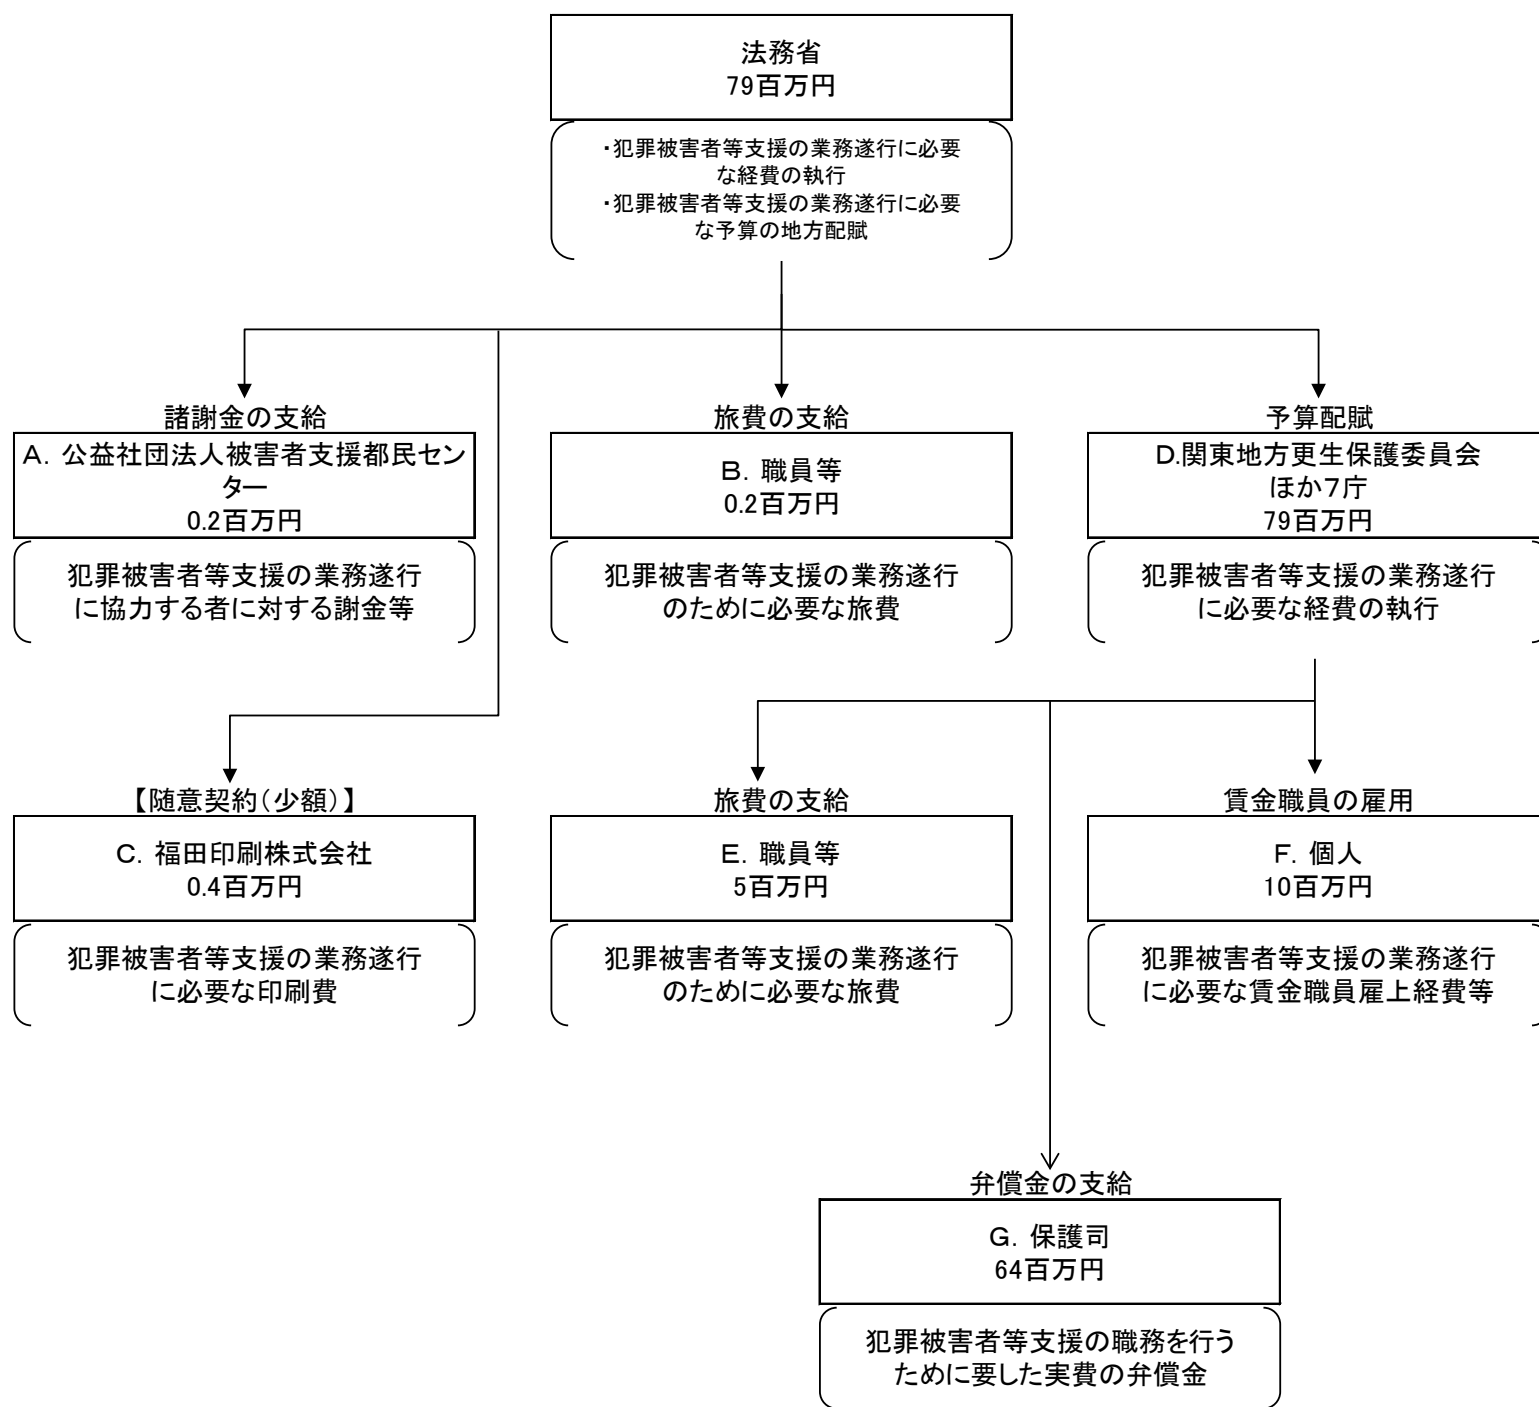 法務省
79百万円
・犯罪被害者等支援の業務遂行に必要
な経費の執行
・犯罪被害者等支援の業務遂行に必要
な予算の地方配賦
諸謝金の支給
A．公益社団法人被害者支援都民セン
ター
0.2百万円
犯罪被害者等支援の業務遂行
に協力する者に対する謝金等
旅費の支給
B．職員等
0.2百万円
犯罪被害者等支援の業務遂行
のために必要な旅費
予算配賦
D.関東地方更生保護委員会
ほか７庁
79百万円
犯罪被害者等支援の業務遂行
に必要な経費の執行
【随意契約（少額）】
C．福田印刷株式会社
0.4百万円
犯罪被害者等支援の業務遂行
に必要な印刷費
旅費の支給
E．職員等
5百万円
犯罪被害者等支援の業務遂行
のために必要な旅費
賃金職員の雇用
F．個人
10百万円
犯罪被害者等支援の業務遂行
に必要な賃金職員雇上経費等
弁償金の支給
G．保護司
64百万円
犯罪被害者等支援の職務を行う
ために要した実費の弁償金